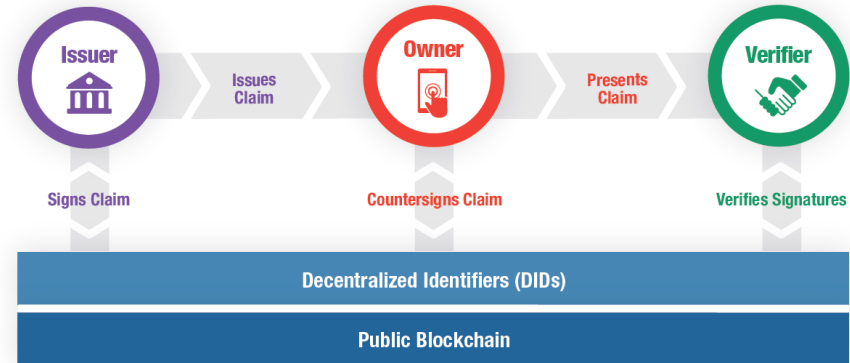 Issuer
Owner
Verifier
Issues
Claim
Presents
Claim
Signs Claim
Countersigns Claim
Verifies Signatures
Decentralized Identifiers (DIDs)
Public Blockchain